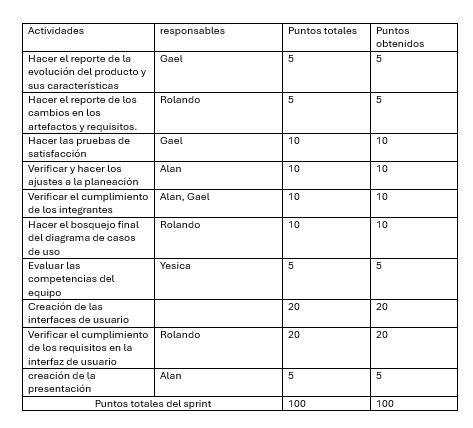 Actividades responsables Puntos totales Puntos
obtenidos
Hacer el reporte de la Gael 5 5
evolución del producto y
sus características
Hacer el reporte de los Rolando 5 5
cambios en los
artefactos y requisitos.
Hacer las pruebas de Gael 10 10
satisfacción
Verificar y hacer los Alan 10 10
ajustes a la planeación
Verificar el cumplimiento Alan, Gael 10 10
de los integrantes
Hacer el bosquejo final Rolando 10 10
del diagrama de casos
de uso
Evaluar las Yesica 5 5
competencias del
equipo
Creación de las 20 20
interfaces de usuario
Verificar el cumplimiento Rolando 20 20
de los requisitos en la
interfaz de usuario
creación de la Alan 5 5
presentación
Puntos totales del sprint 100 100